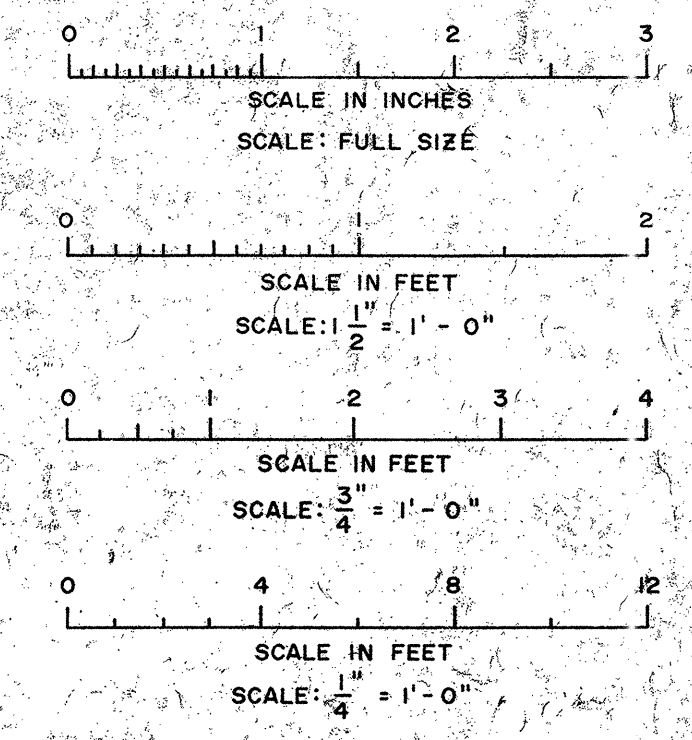 0 1 2 3
SCALE IN INCHES
SCALE: FULL SIZE
0 1 2
SCALE IN FEET
SCALE: 1 1/2" = 1' - 0"
0 1 2 3 4
SCALE IN FEET
SCALE: 3/4" = 1' - 0"
0 4 8 12
SCALE IN FEET
SCALE: 1/4" = 1' - 0"